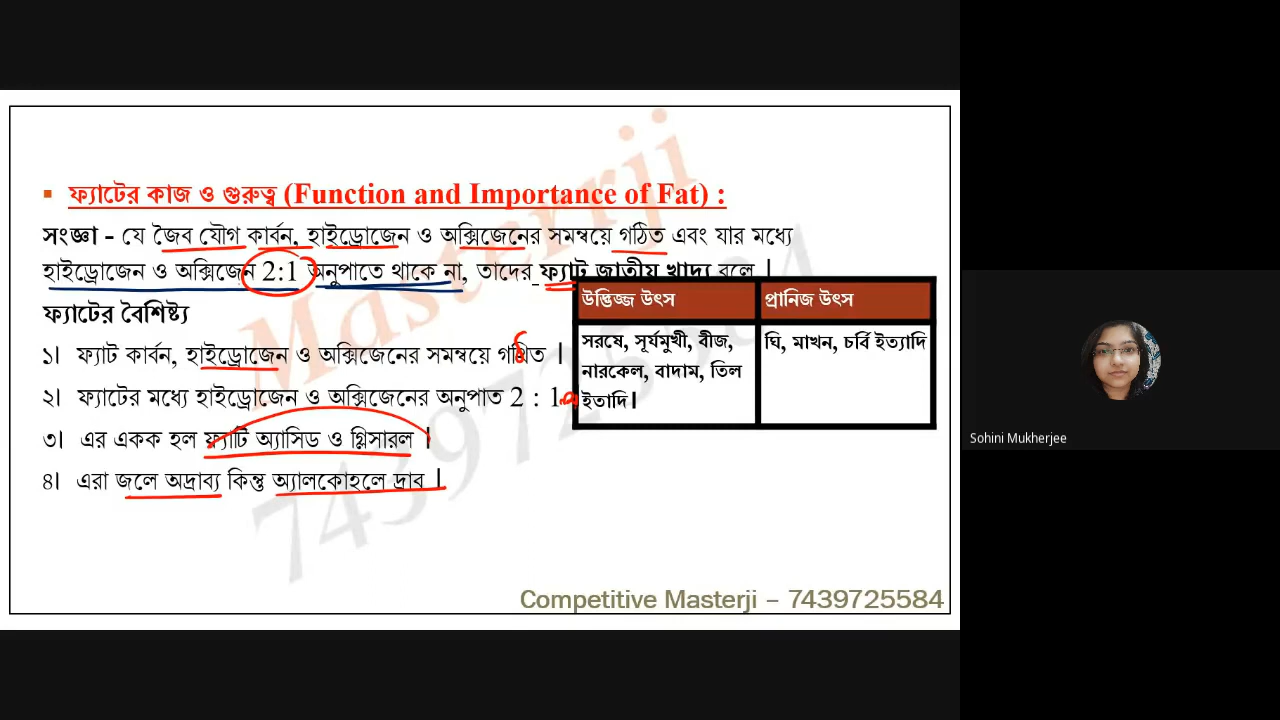 ফ্যাটের কাজ ও গুরুত্ব (Function and Importance of Fat) :
সংজ্ঞা - যে জৈব যৌগ কার্বন, হাইড্রোজেন ও অক্সিজেনের সমন্বয়ে গঠিত এবং যার মধ্যে
হাইড্রোজেন ও অক্সিজেন 2:1 অনুপাতে থাকে না, তাদের ফ্যাট জাতীয় খাদ্য বলে |
ফ্যাটের বৈশিষ্ট্য
১। ফ্যাট কার্বন, হাইড্রোজেন ও অক্সিজেনের সমন্বয়ে |
২। ফ্যাটের মধ্যে হাইড্রোজেন ও অক্সিজেনের অনুপাত 2 : 1
৩। এর একক হল ফ্যাটি অ্যাসিড ও গ্লিসারল |
৪। এরা জলে অদ্রাব্য কিন্তু অ্যালকোহলে দ্রাব |
উদ্ভিজ্জ উৎস
প্রানিজ উৎস
সরষে, সূর্যমুখী, বীজ,
নারকেল, বাদাম, তিল
ইতাদি|
ঘি, মাখন, চর্বি ইত্যাদি
Masterrji
7439725584
Competitive Masterji – 7439725584
Sohini Mukherjee